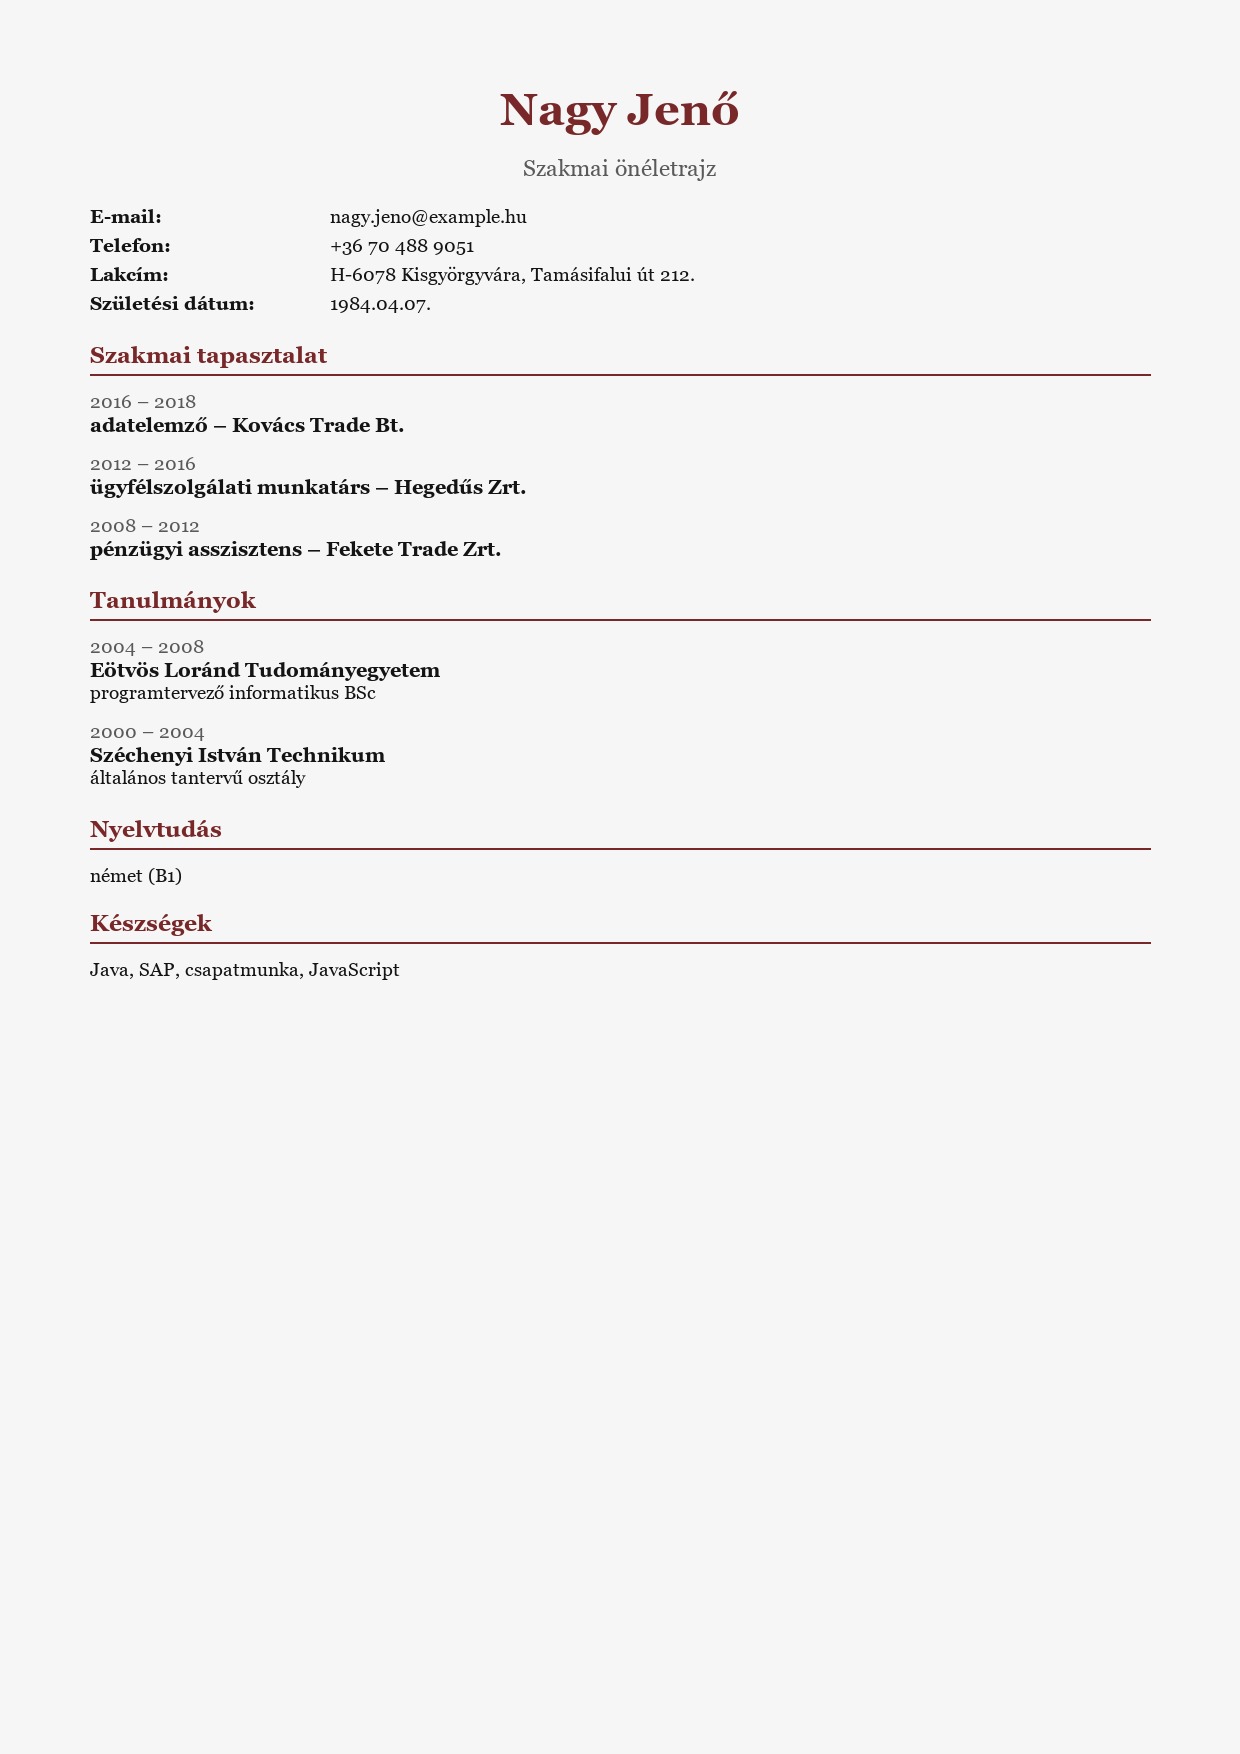 Nagy Jenő
Szakmai önéletrajz
E-mail: nagy.jeno@example.hu
Telefon: +36 70 488 9051
Lakcím: H-6078 Kisgyörgyvára, Tamásifalui út 212.
Születési dátum: 1984.04.07.
Szakmai tapasztalat
2016 – 2018
adatelemző – Kovács Trade Bt.
2012 – 2016
ügyfélszolgálati munkatárs – Hegedűs Zrt.
2008 – 2012
pénzügyi asszisztens – Fekete Trade Zrt.
Tanulmányok
2004 – 2008
Eötvös Loránd Tudományegyetem
programtervező informatikus BSc
2000 – 2004
Széchenyi István Technikum
általános tantervű osztály
Nyelvtudás
német (B1)
Készségek
Java, SAP, csapatmunka, JavaScript